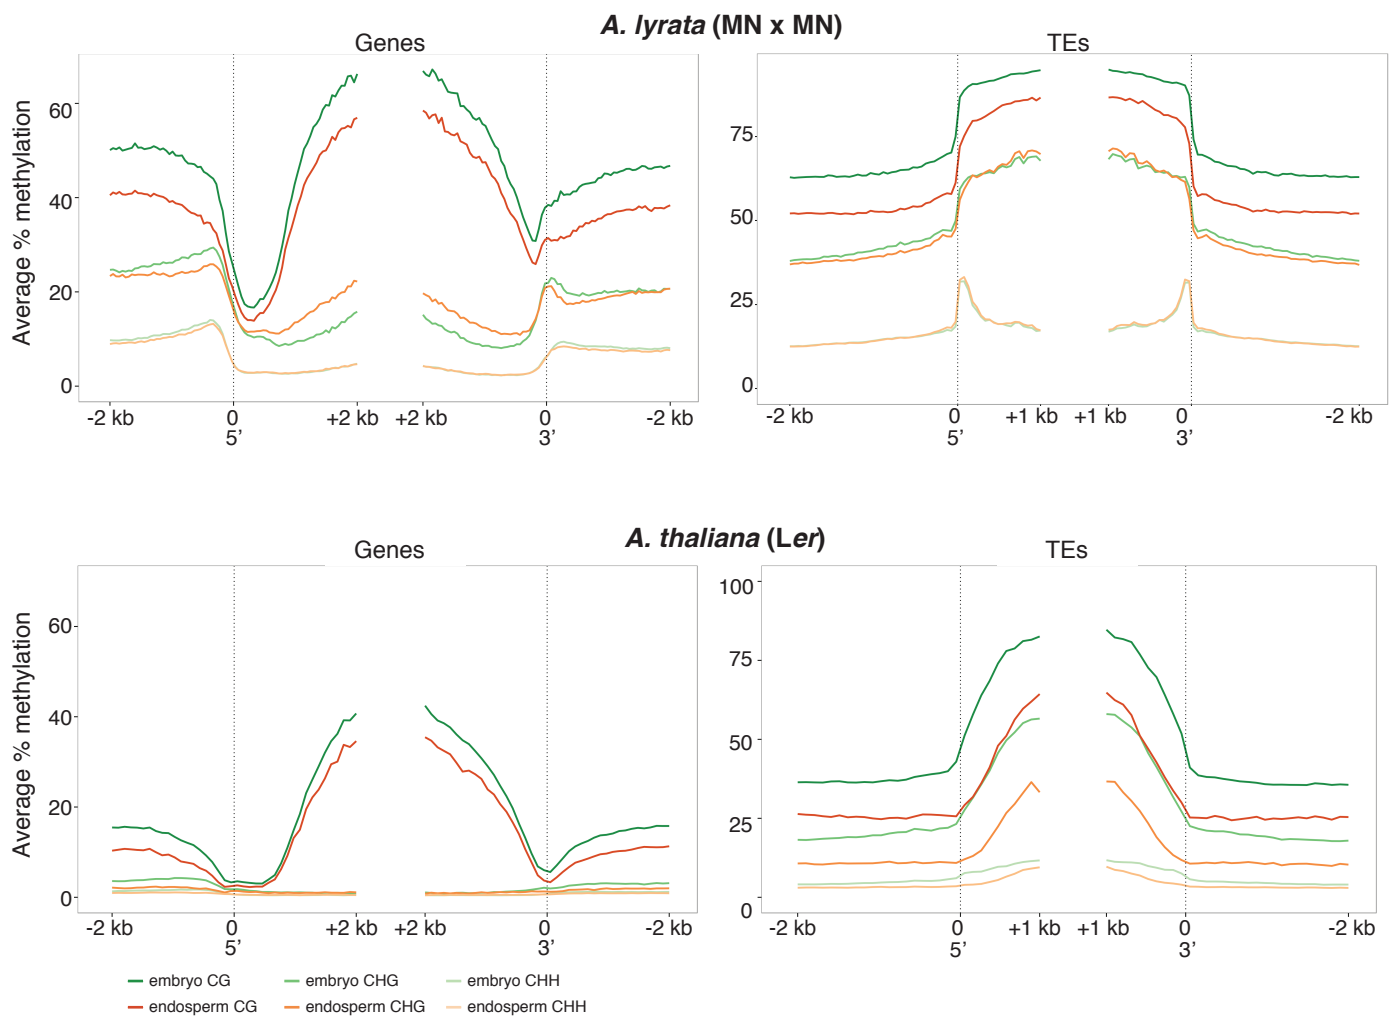 A. lyrata (MN x MN)
Genes
TEs
Average % methylation
60
40
20
0
-2 kb
0
+2 kb
+2 kb
0
-2 kb
5’
3’
75
50
25
0
-2 kb
0
+1 kb
+1 kb
0
-2 kb
5’
3’
A. thaliana (Ler)
Genes
TEs
Average % methylation
60
40
20
0
-2 kb
0
+2 kb
+2 kb
0
-2 kb
5’
3’
100
75
50
25
0
-2 kb
0
+1 kb
+1 kb
0
-2 kb
5’
3’
embryo CG
embryo CHG
embryo CHH
endosperm CG
endosperm CHG
endosperm CHH